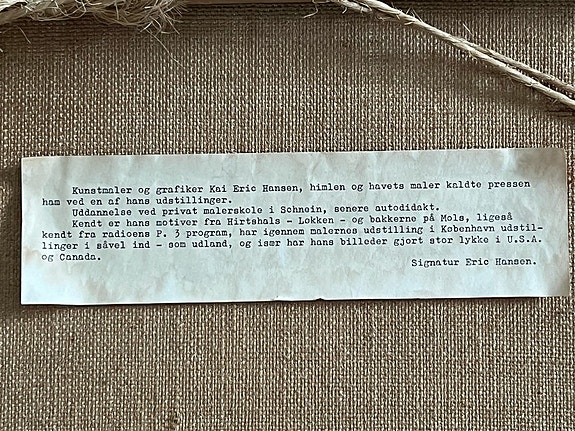 Kunstmaler og grafiker Kai Eric Hansen, himlen og havets maler kaldte pressen
ham ved en af hans udstillinger.
Uddannelse ved privat malerskole i Schnein, senere autodidakt.
Kendt er hans motiver fra Hirtshals - Løkken - og bakkerne på Mols, ligeså
kendt fra radioens P. 3 program, har igennem malernes udstilling i København udstil-
linger i såvel ind - som udland, og især har hans billeder gjort stor lykke i U.S.A.
og Canada.
Signatur Eric Hansen.